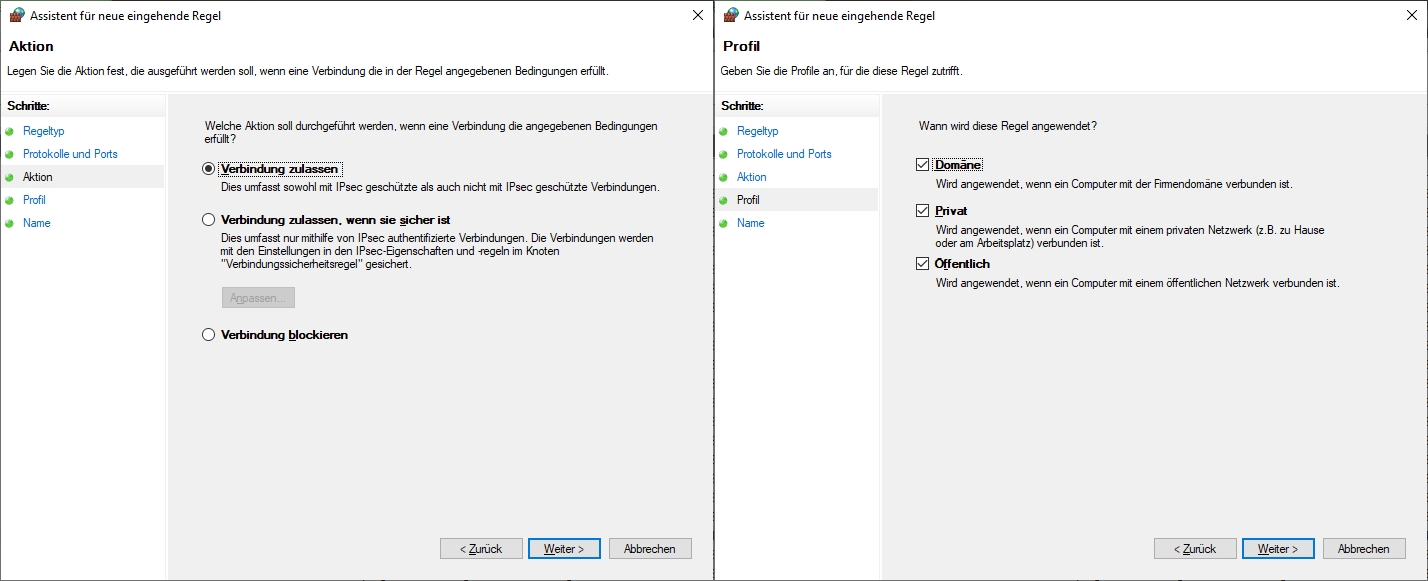 Assistent für neue eingehende Regel
Aktion
Legen Sie die Aktion fest, die ausgeführt werden soll, wenn eine Verbindung die in der Regel angegebenen Bedingungen erfüllt.
Schritte:
Regeltyp
Protokolle und Ports
Aktion
Profil
Name
Welche Aktion soll durchgeführt werden, wenn eine Verbindung die angegebenen Bedingungen
erfüllt?
Verbindung zulassen
Dies umfasst sowohl mit IPsec geschützte als auch nicht mit IPsec geschützte Verbindungen.
Verbindung zulassen, wenn sie sicher ist
Dies umfasst nur mithilfe von IPsec authentifizierte Verbindungen. Die Verbindungen werden
mit den Einstellungen in den IPsec-Eigenschaften und -regeln im Knoten
"Verbindungssicherheitsregel" gesichert.
Anpassen...
Verbindung blockieren
< Zurück
Weiter >
Abbrechen
Assistent für neue eingehende Regel
Profil
Geben Sie die Profile an, für die diese Regel zutrifft.
Schritte:
Regeltyp
Protokolle und Ports
Aktion
Profil
Name
Wann wird diese Regel angewendet?
Domäne
Wird angewendet, wenn ein Computer mit der Firmendomäne verbunden ist.
Privat
Wird angewendet, wenn ein Computer mit einem privaten Netzwerk (z.B. zu Hause
oder am Arbeitsplatz) verbunden ist.
Öffentlich
Wird angewendet, wenn ein Computer mit einem öffentlichen Netzwerk verbunden ist.
< Zurück
Weiter >
Abbrechen